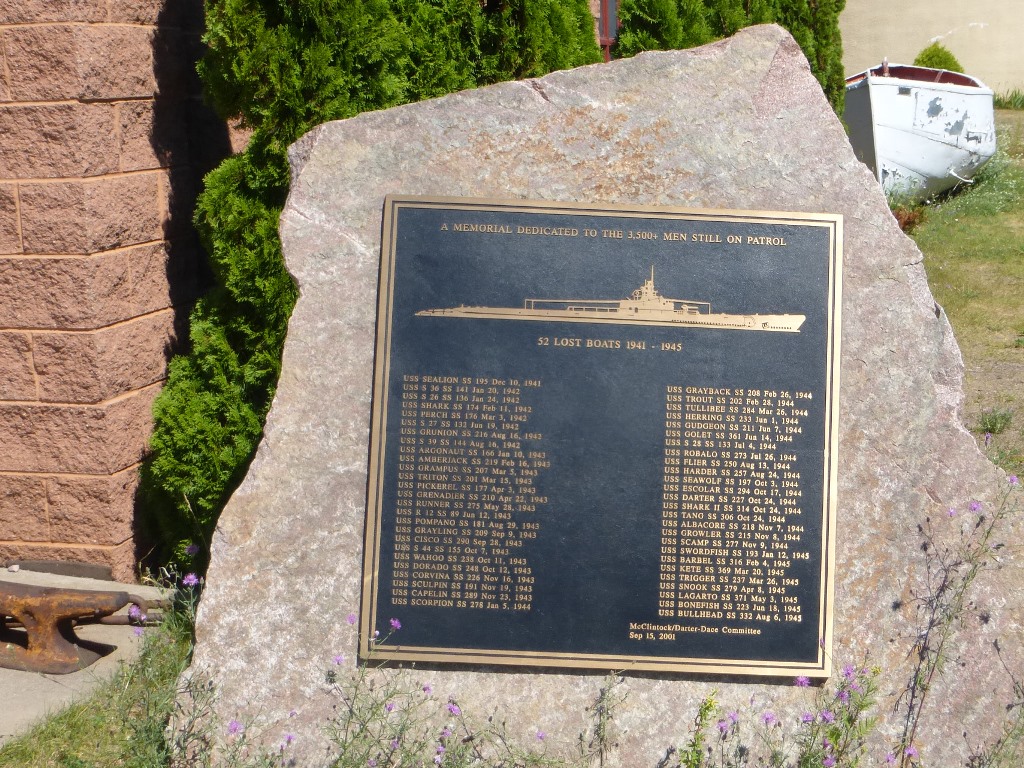 A MEMORIAL DEDICATED TO THE 3,500+ MEN STILL ON PATROL
52 LOST BOATS 1941 - 1945
USS SEALION SS 195 Dec 10, 1941
USS S 36 SS 141 Jan 20, 1942
USS S 26 SS 136 Jan 24, 1942
USS SHARK SS 174 Feb 11, 1942
USS PERCH SS 176 Mar 3, 1942
USS S 27 SS 132 Jun 19, 1942
USS GRUNION SS 216 Aug 16, 1942
USS S 39 SS 144 Aug 16, 1942
USS ARGONAUT SS 166 Jan 10, 1943
USS AMBERJACK SS 219 Feb 16, 1943
USS GRAMPUS SS 207 Mar 5, 1943
USS TRITON SS 201 Mar 15, 1943
USS PICKEREL SS 177 Apr 3, 1943
USS GRENADIER SS 210 Apr 22, 1943
USS RUNNER SS 275 May 28, 1943
USS R 12 SS 89 Jun 12, 1943
USS POMPANO SS 181 Aug 29, 1943
USS GRAYLING SS 209 Sep 9, 1943
USS CISCO SS 290 Sep 28, 1943
USS S 44 SS 155 Oct 7, 1943
USS WAHOO SS 238 Oct 11, 1943
USS DORADO SS 248 Oct 12, 1943
USS CORVINA SS 226 Nov 16, 1943
USS SCULPIN SS 191 Nov 19, 1943
USS CAPELIN SS 289 Nov 23, 1943
USS SCORPION SS 278 Jan 5, 1944
USS GRAYBACK SS 208 Feb 26, 1944
USS TROUT SS 202 Feb 28, 1944
USS TULLIBEE SS 284 Mar 26, 1944
USS HERRING SS 233 Jun 1, 1944
USS GUDGEON SS 211 Jun 7, 1944
USS GOLET SS 361 Jun 14, 1944
USS S 28 SS 133 Jul 4, 1944
USS ROBALO SS 273 Jul 26, 1944
USS FLIER SS 250 Aug 13, 1944
USS HARDER SS 257 Aug 24, 1944
USS SEAWOLF SS 197 Oct 3, 1944
USS ESCOLAR SS 294 Oct 17, 1944
USS DARTER SS 227 Oct 24, 1944
USS SHARK II SS 314 Oct 24, 1944
USS TANG SS 306 Oct 24, 1944
USS ALBACORE SS 218 Nov 7, 1944
USS GROWLER SS 215 Nov 8, 1944
USS SCAMP SS 277 Nov 9, 1944
USS SWORDFISH SS 193 Jan 12, 1945
USS BARBEL SS 316 Feb 4, 1945
USS KETE SS 369 Mar 20, 1945
USS TRIGGER SS 237 Mar 26, 1945
USS SNOOK SS 279 Apr 8, 1945
USS LAGARTO SS 371 May 3, 1945
USS BONEFISH SS 223 Jun 18, 1945
USS BULLHEAD SS 332 Aug 6, 1945
McClintock/Darter-Dace Committee
Sep 15, 2001